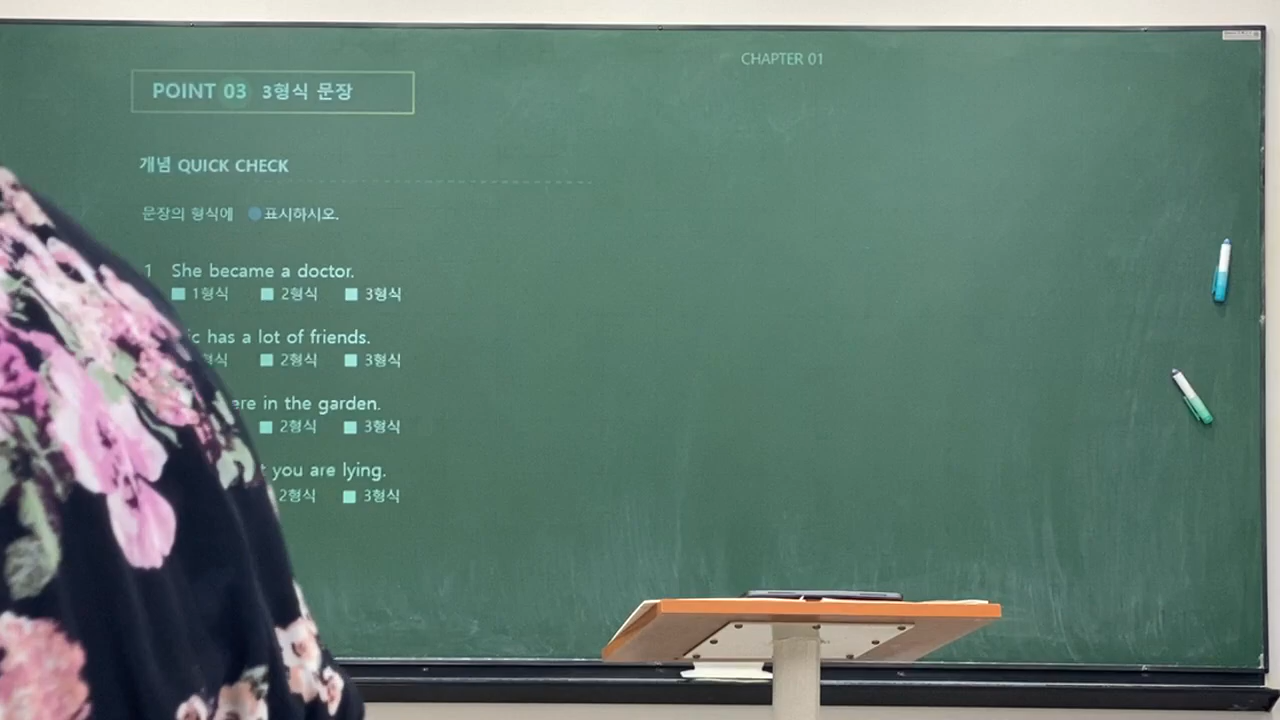 CHAPTER 01
POINT 03 3형식 문장
개념 QUICK CHECK
문장의 형식에 표시하시오.
1 She became a doctor.
1형식 2형식 3형식
has a lot of friends.
2형식 3형식
in the garden.
2형식 3형식
you are lying.
2형식 3형식